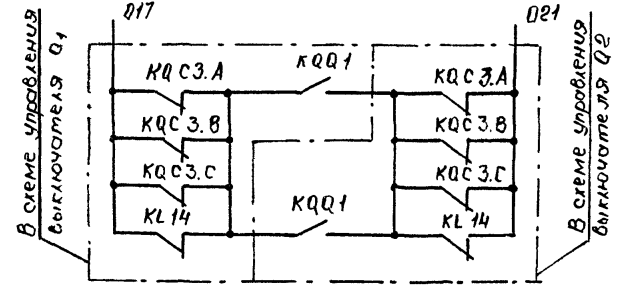 017 021
В схеме управления
выключателя Q1
KQC3.A
KQQ1
KQC3.A
KQC3.B
KQC3.B
KQC3.C
KQC3.C
KL14
KQQ1
KL14
В схеме управления
выключателя Q2